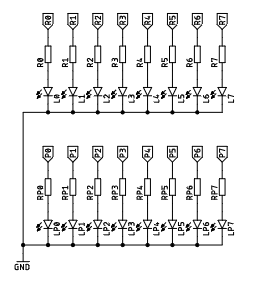 R0 R1 R2 R3 R4 R5 R6 R7
R0 R1 R2 R3 R4 R5 R6 R7
L0 L1 L2 L3 L4 L5 L6 L7
P0 P1 P2 P3 P4 P5 P6 P7
RP0 RP1 RP2 RP3 RP4 RP5 RP6 RP7
LP0 LP1 LP2 LP3 LP4 LP5 LP6 LP7
GND